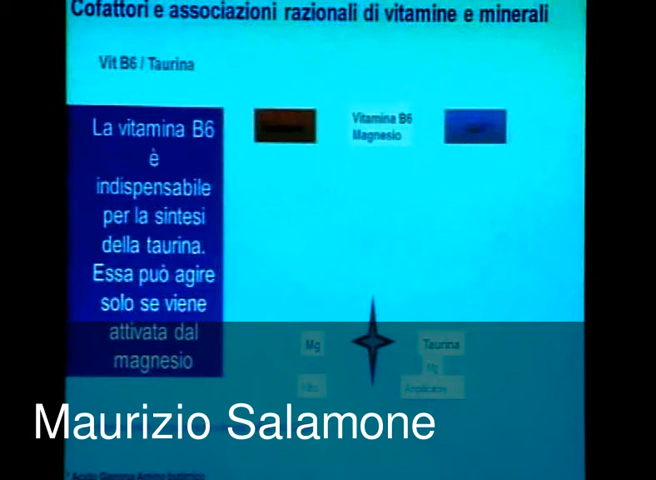 Cofattori e associazioni razionali di vitamine e minerali
Vit B6 / Taurina
La vitamina B6
è
indispensabile
per la sintesi
della taurina.
Essa può agire
solo se viene
attivata dal
magnesio
Vitamina B6
Magnesio
Mg
Taurina
Mg
Maurizio Salamone